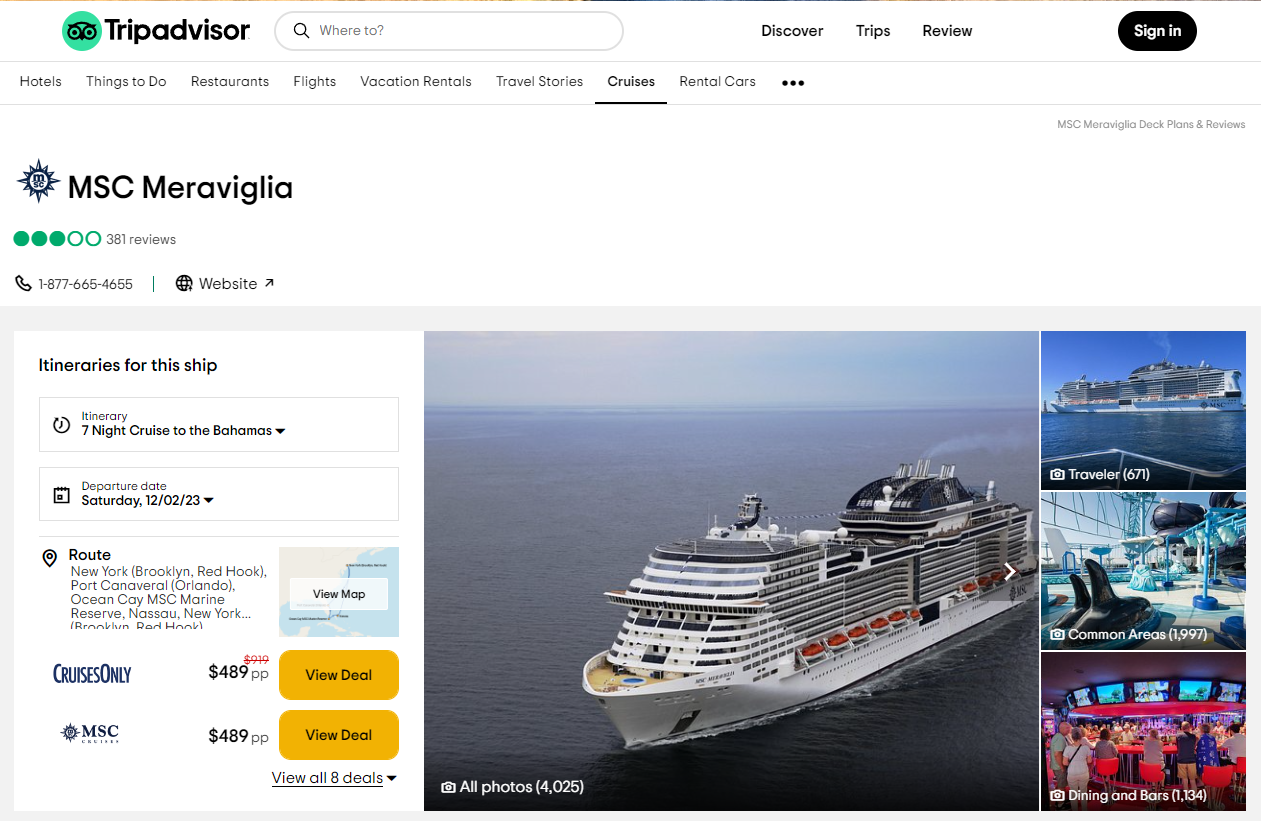 Tripadvisor
Where to?
Discover
Trips
Review
Sign in
Hotels
Things to Do
Restaurants
Flights
Vacation Rentals
Travel Stories
Cruises
Rental Cars
MSC Meraviglia Deck Plans & Reviews
MSC Meraviglia
381 reviews
1-877-665-4655
Website
Itineraries for this ship
Itinerary
7 Night Cruise to the Bahamas
Departure date
Saturday, 12/02/23
Route
New York (Brooklyn, Red Hook),
Port Canaveral (Orlando),
Ocean Cay MSC Marine
Reserve, Nassau, New York...
(Brooklyn, Red Hook)
View Map
CRUISESONLY
$919
$489 pp
View Deal
MSC
CRUISES
$489 pp
View Deal
View all 8 deals
MSC MERAVIGLIA
MSC
All photos (4,025)
MSC
Traveler (671)
Common Areas (1,997)
Dining and Bars (1,134)